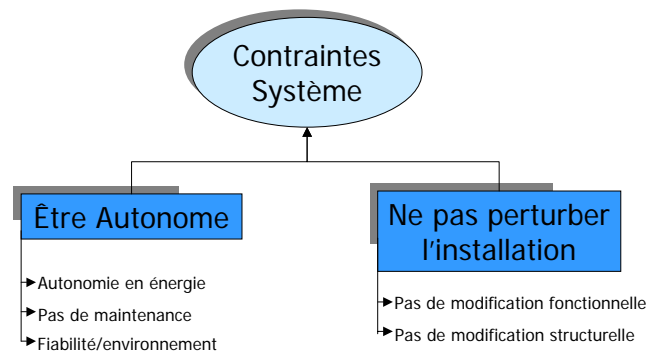 Contraintes
Système
Être Autonome
Autonomie en énergie
Pas de maintenance
Fiabilité/environnement
Ne pas perturber
l'installation
Pas de modification fonctionnelle
Pas de modification structurelle